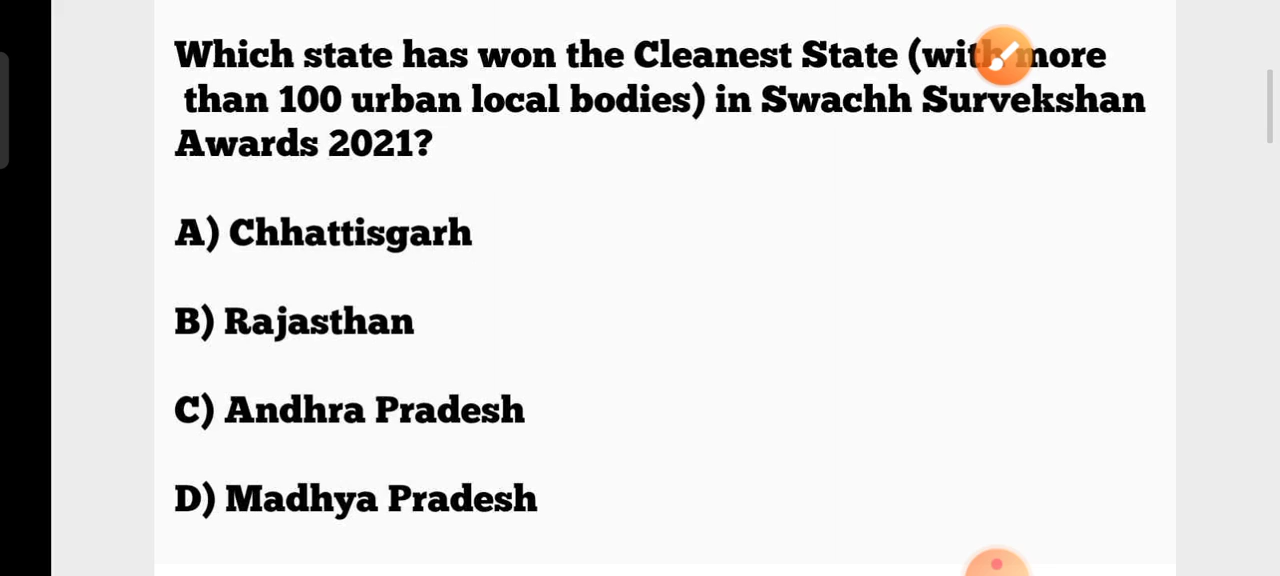 Which state has won the Cleanest State (with more
than 100 urban local bodies) in Swachh Survekshan
Awards 2021?
A) Chhattisgarh
B) Rajasthan
C) Andhra Pradesh
D) Madhya Pradesh